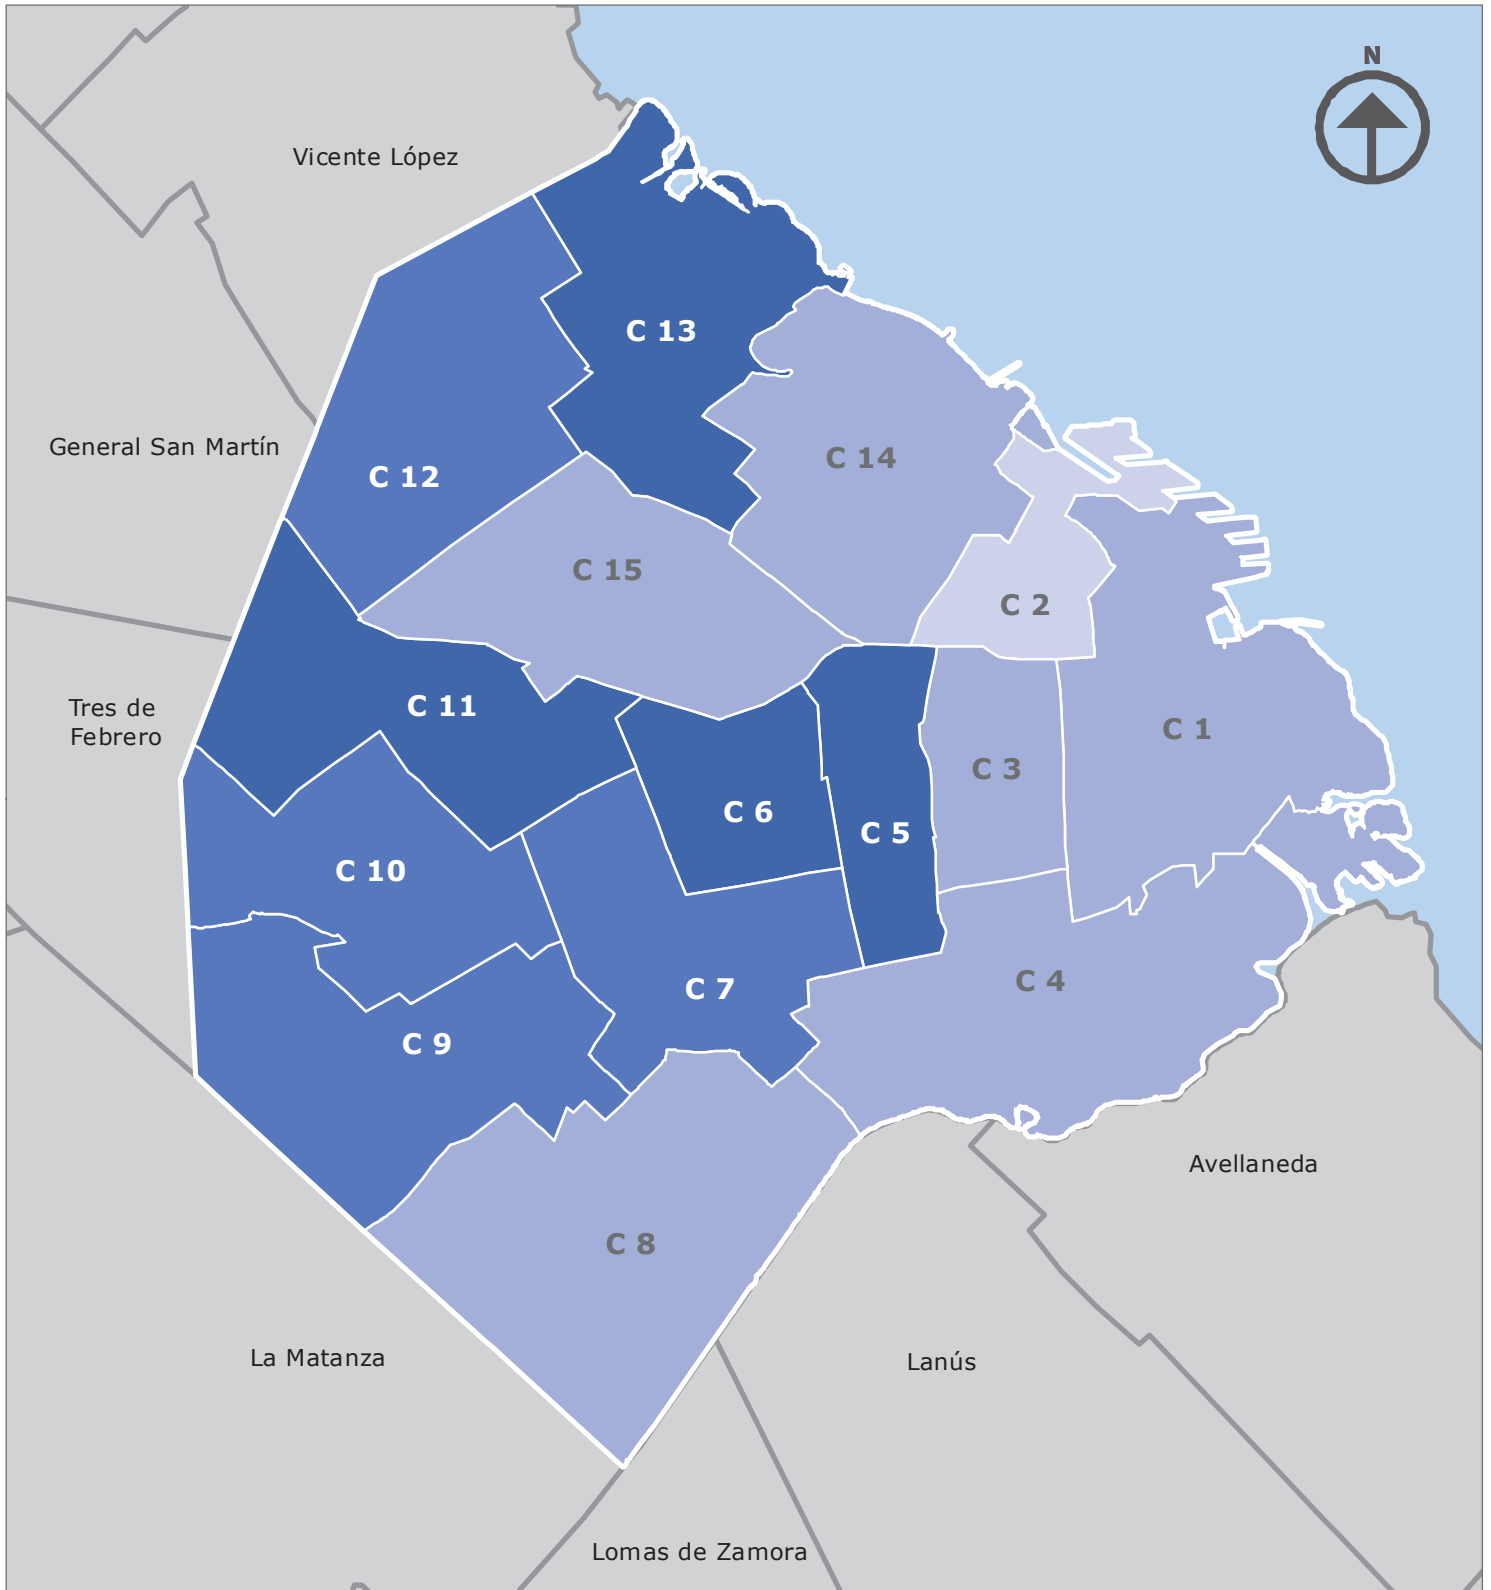 N
Vicente López
C 13
General San Martín
C 14
C 12
C 15
C 2
Tres de
Febrero
C 11
C 1
C 3
C 6
C 5
C 10
C 4
C 7
C 9
Avellaneda
C 8
La Matanza
Lanús
Lomas de Zamora